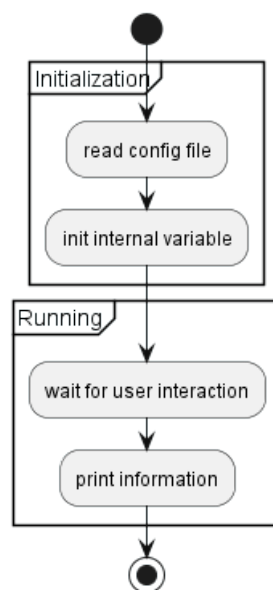 Initialization
read config file
init internal variable
Running
wait for user interaction
print information